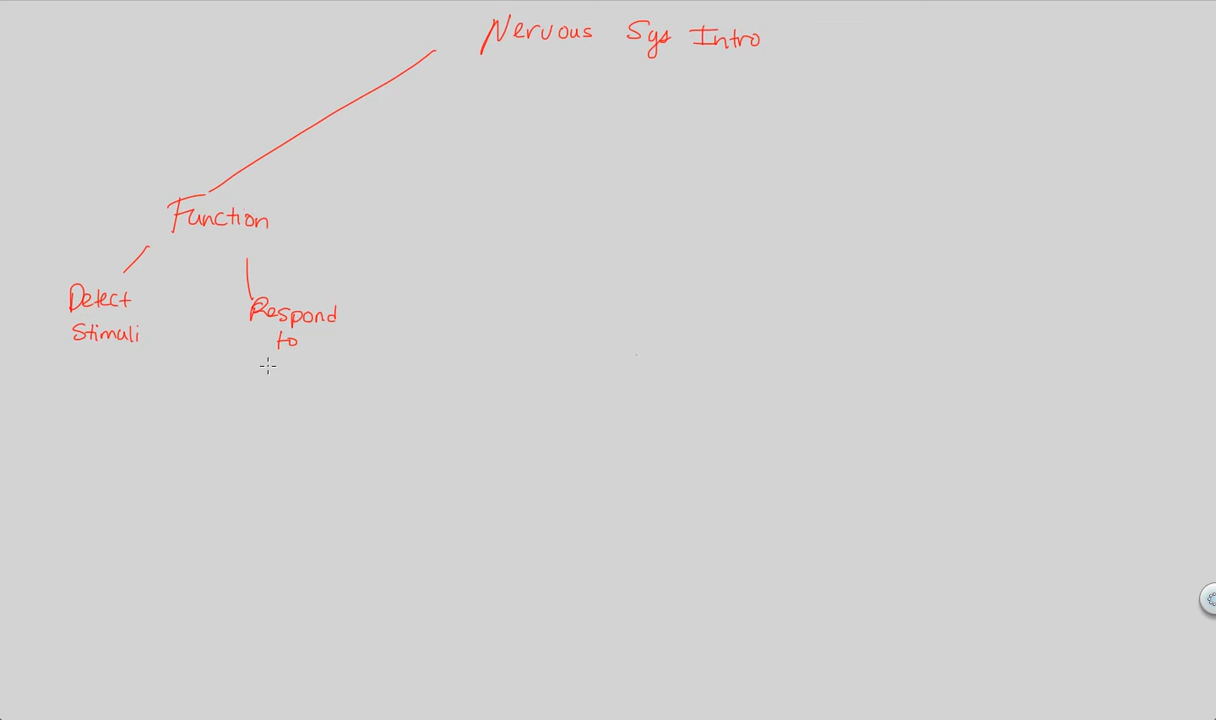 Nervous Sys Intro
Function
Detect
Stimuli
Respond
to